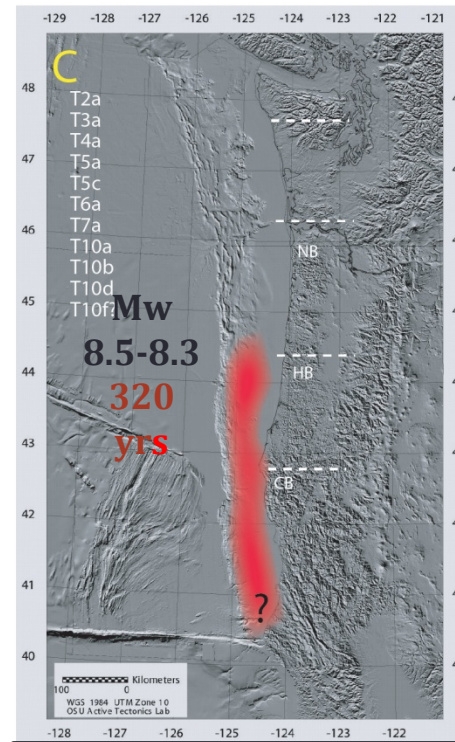 -129 -128 -127 -126 -125 -124 -123 -122 -121
C
48
T2a
T3a
T4a
47
T5a
T5c
T6a
T7a
46
T10a
T10b
NB
T10d
T10f?
45
Mw
8.5-8.3
320
yrs
44
HB
43
CB
42
41
?
40
Kilometers
100 0
WGS 1984 UTM Zone 10
OSU Active Tectonics Lab
-128 -127 -126 -125 -124 -123 -122